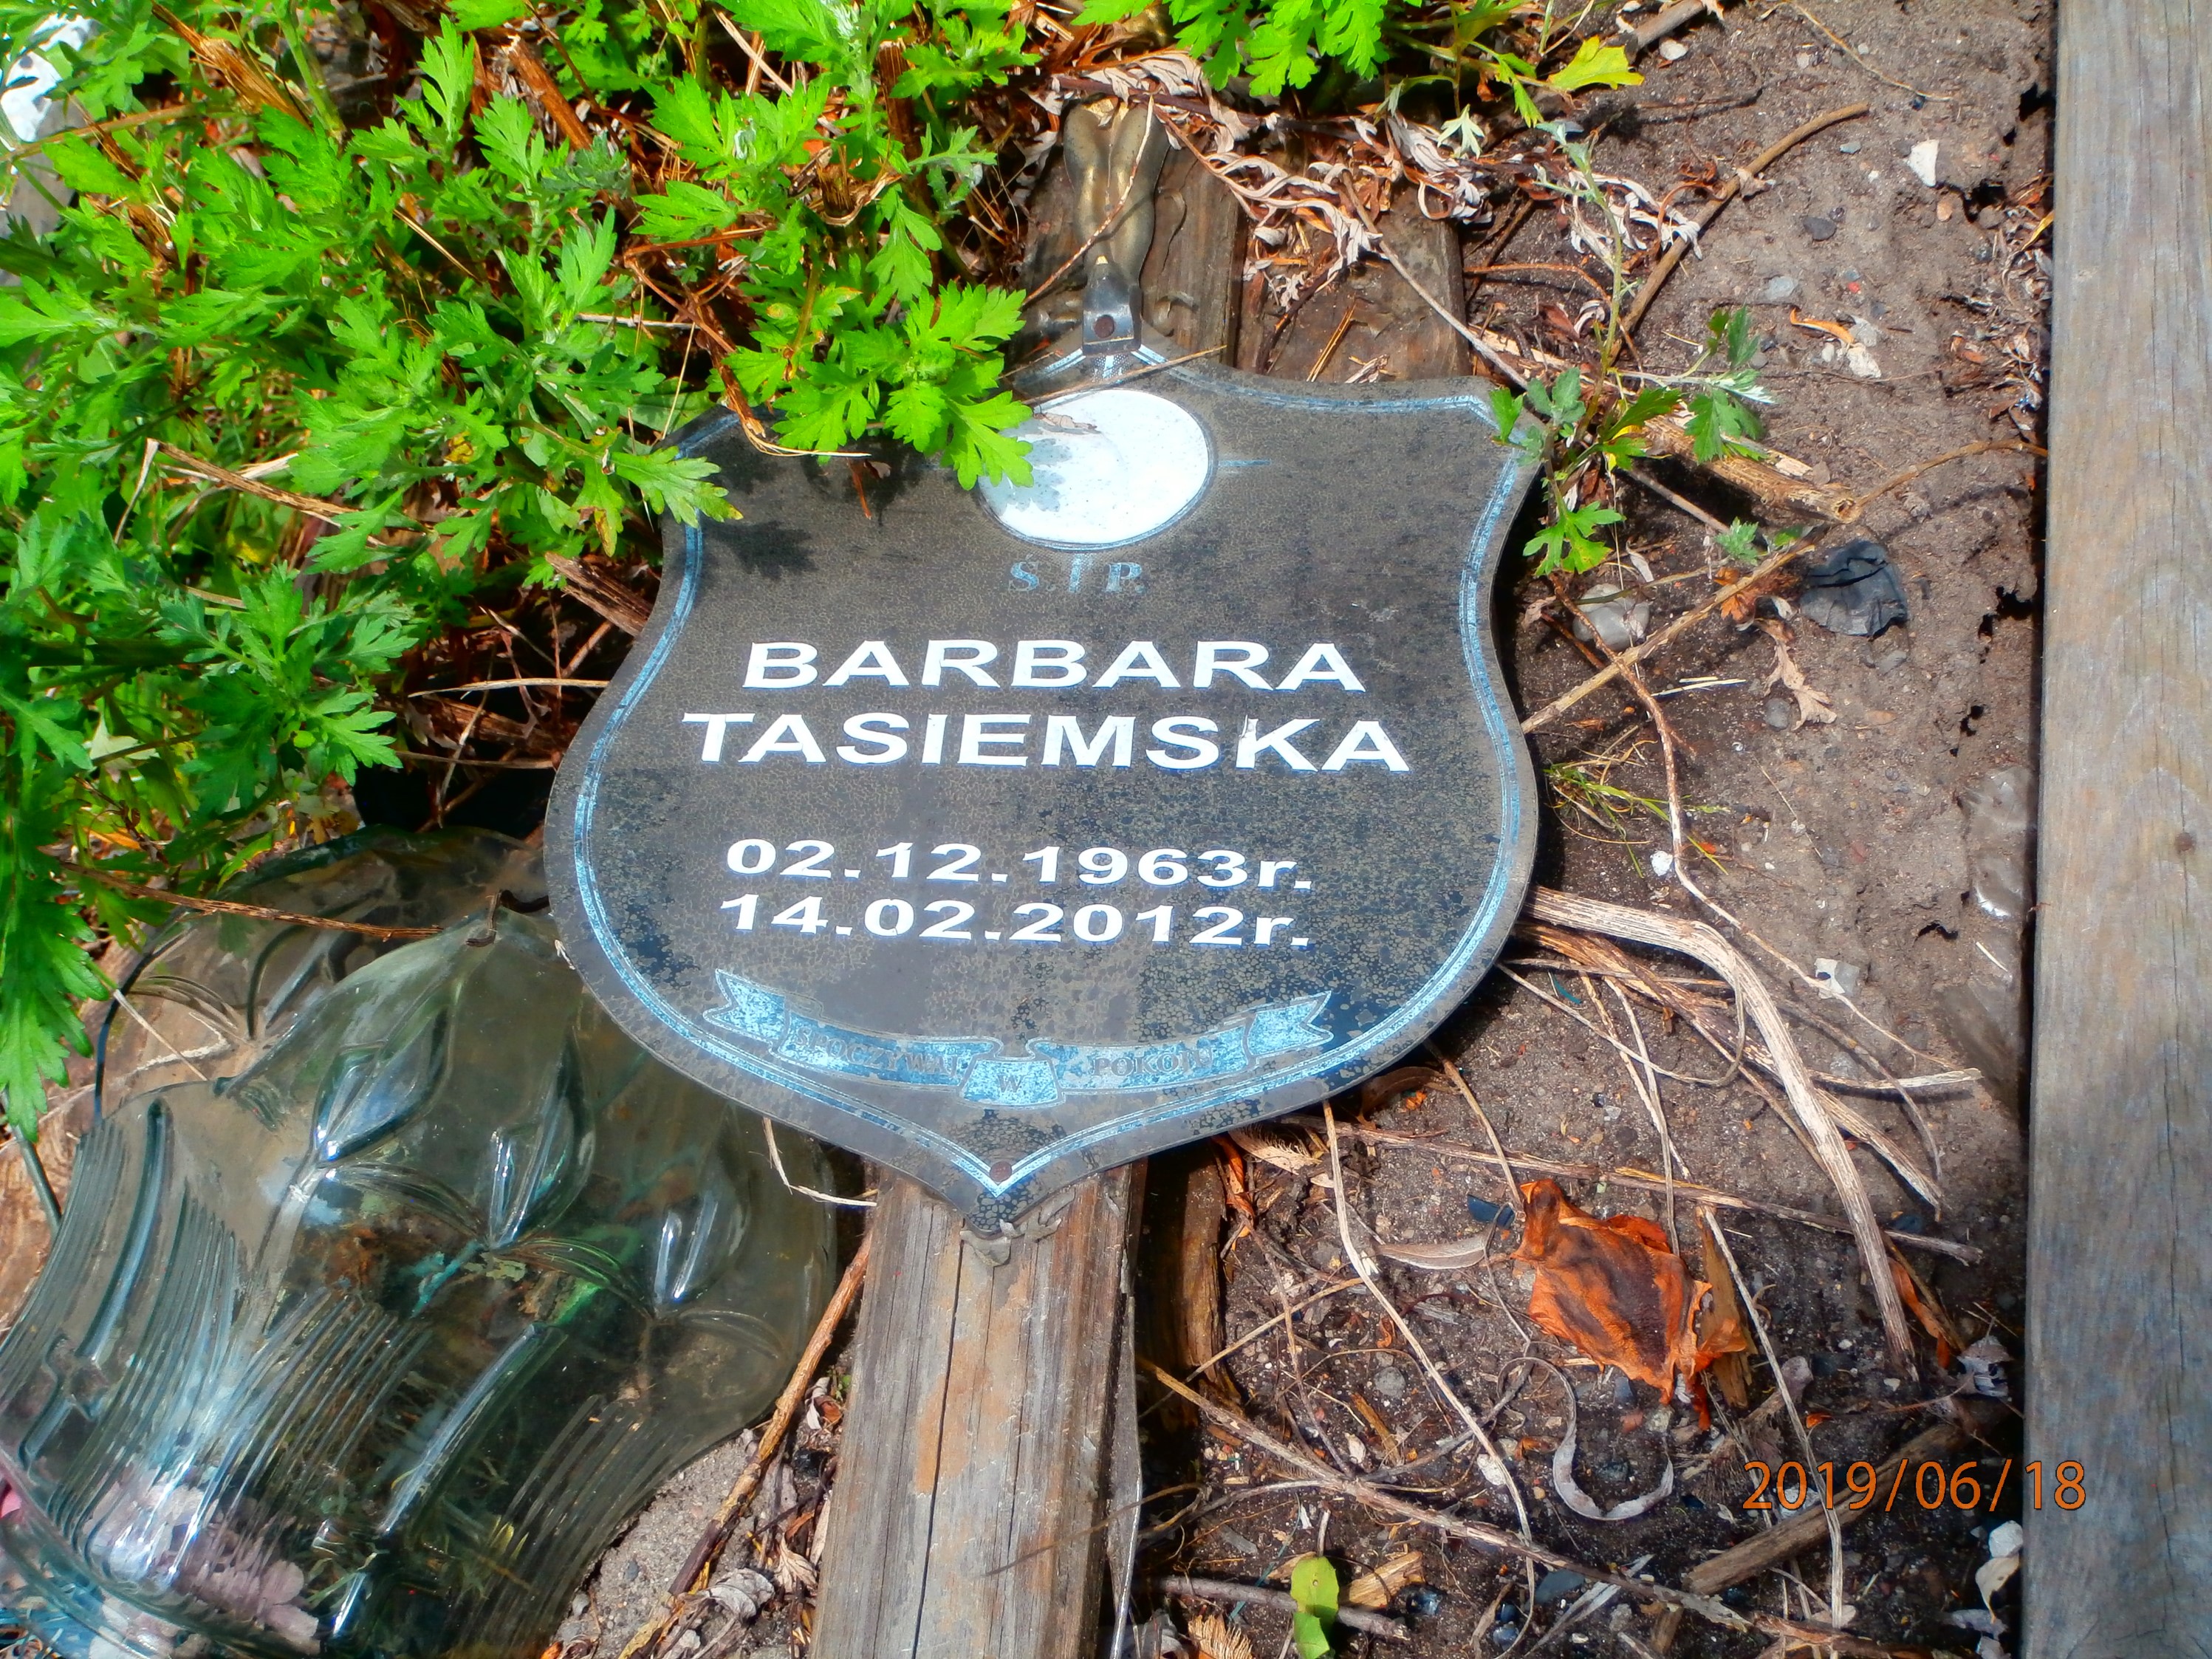 Ś. † P.
BARBARA
TASIEMSKA
02.12.1963r.
14.02.2012r.
SPOCZYWAJ W POKOJU
2019/06/18